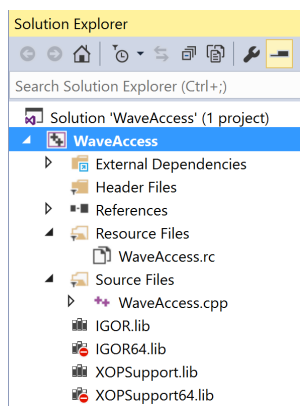 Solution Explorer
Search Solution Explorer (Ctrl+;)
Solution 'WaveAccess' (1 project)
WaveAccess
External Dependencies
Header Files
References
Resource Files
WaveAccess.rc
Source Files
WaveAccess.cpp
IGOR.lib
IGOR64.lib
XOPSupport.lib
XOPSupport64.lib